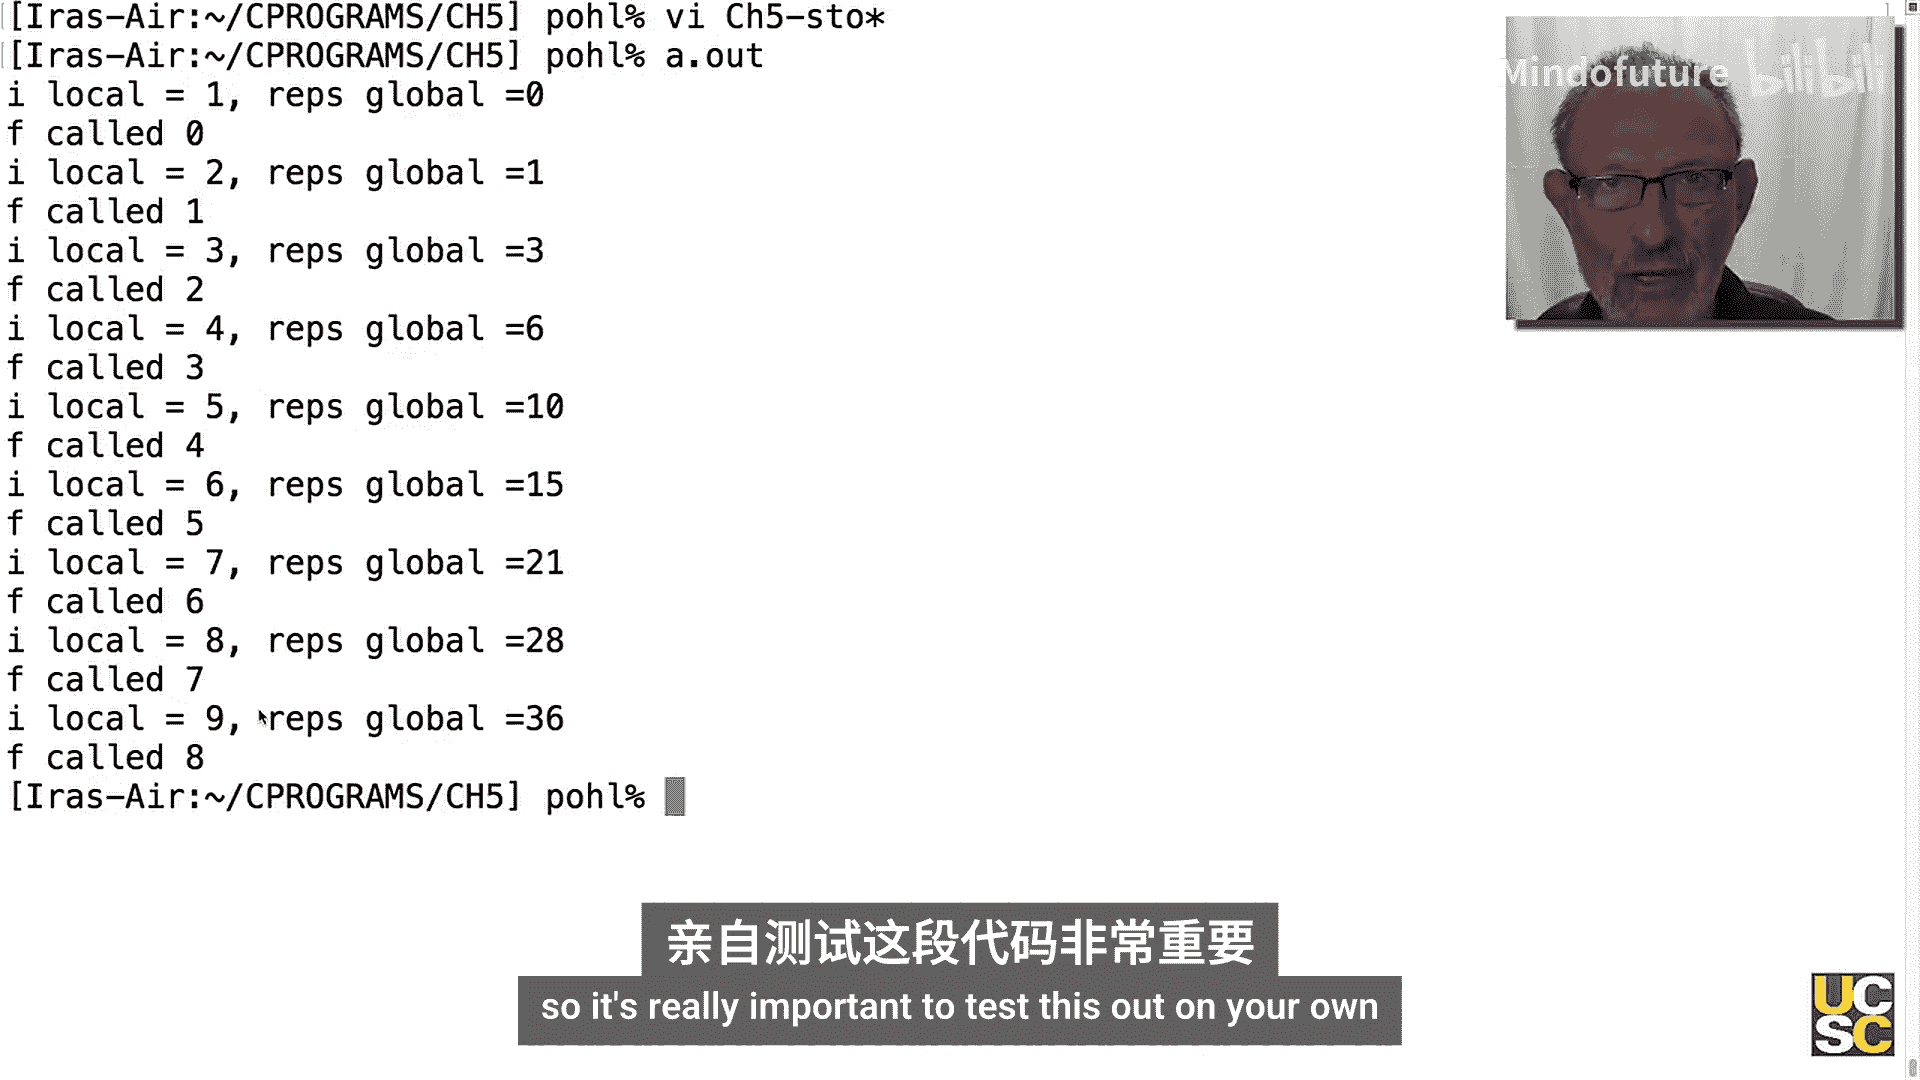 [Iras-Air:~/CPROGRAMS/CH5] pohl% vi Ch5-sto*
[Iras-Air:~/CPROGRAMS/CH5] pohl% a.out
i local = 1, reps global =0
f called 0
i local = 2, reps global =1
f called 1
i local = 3, reps global =3
f called 2
i local = 4, reps global =6
f called 3
i local = 5, reps global =10
f called 4
i local = 6, reps global =15
f called 5
i local = 7, reps global =21
f called 6
i local = 8, reps global =28
f called 7
i local = 9, reps global =36
f called 8
[Iras-Air:~/CPROGRAMS/CH5] pohl%
Mindofuture bilibili
亲自测试这段代码非常重要
so it's really important to test this out on your own
UC
SC